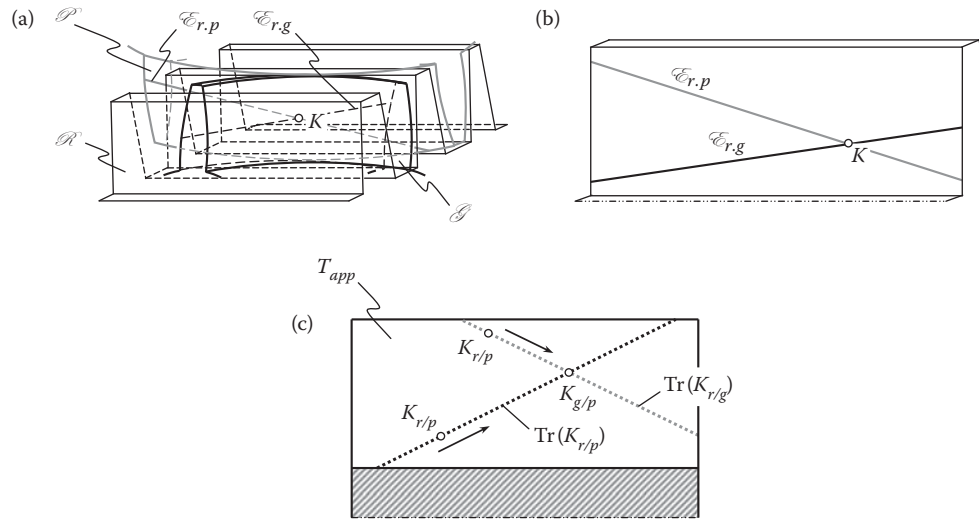 (a)
𝒫
ℰr.p
ℰr.g
K
ℛ
𝒢
(b)
ℰr.p
ℰr.g
K
Tapp
(c)
Kr/p
Kg/p
Tr(Kr/g)
Kr/p
Tr(Kr/p)